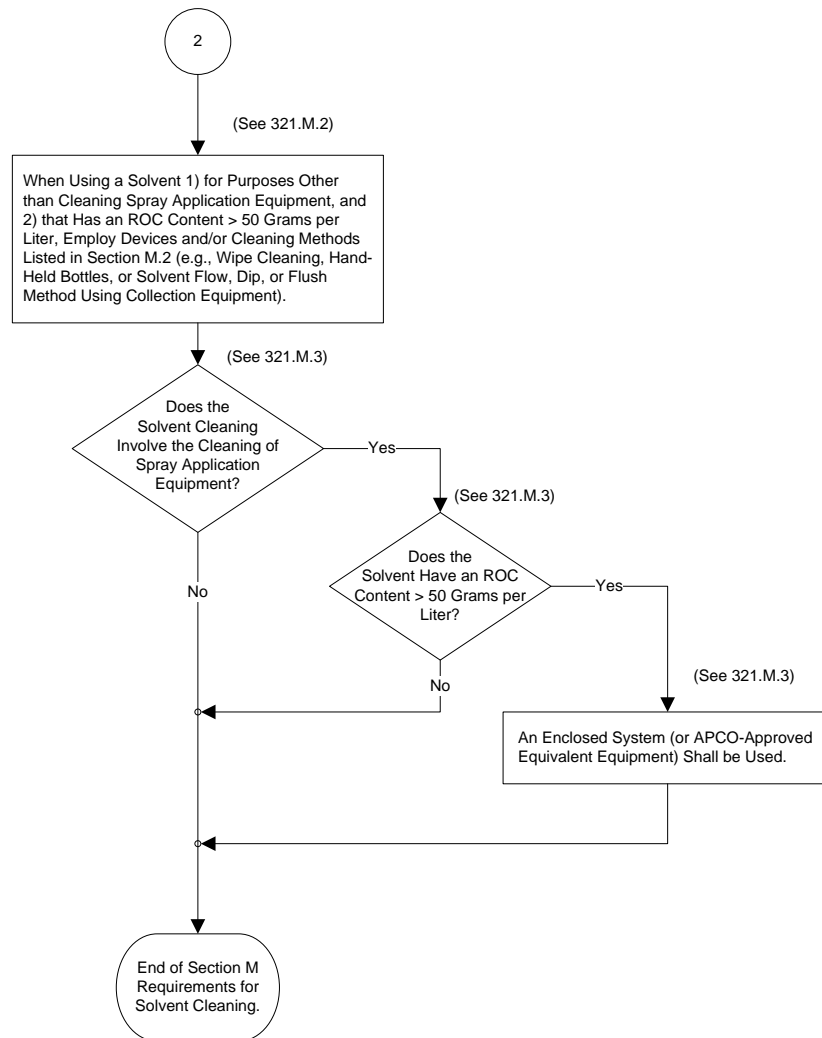 2
(See 321.M.2)
When Using a Solvent 1) for Purposes Other
than Cleaning Spray Application Equipment, and
2) that Has an ROC Content > 50 Grams per
Liter, Employ Devices and/or Cleaning Methods
Listed in Section M.2 (e.g., Wipe Cleaning, Hand-
Held Bottles, or Solvent Flow, Dip, or Flush
Method Using Collection Equipment).
(See 321.M.3)
Does the
Solvent Cleaning
Involve the Cleaning of
Spray Application
Equipment?
Yes
(See 321.M.3)
Does the
Solvent Have an ROC
Content > 50 Grams per
Liter?
Yes
No
No
(See 321.M.3)
An Enclosed System (or APCO-Approved
Equivalent Equipment) Shall be Used.
End of Section M
Requirements for
Solvent Cleaning.